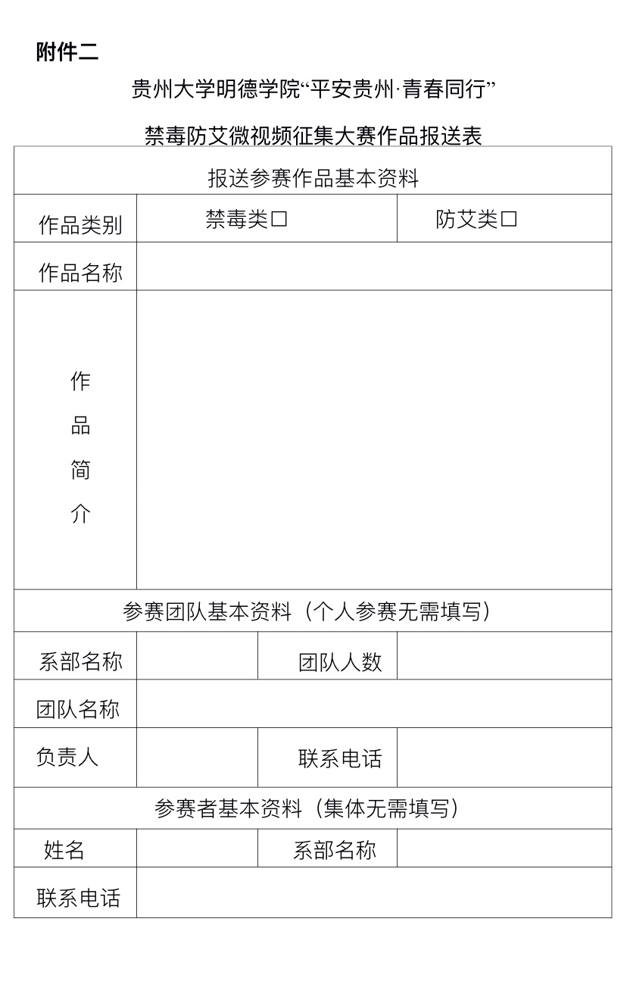 附件二
贵州大学明德学院“平安贵州·青春同行”
禁毒防艾微视频征集大赛作品报送表
报送参赛作品基本资料
作品类别 禁毒类□ 防艾类□
作品名称
作
品
简
介
参赛团队基本资料（个人参赛无需填写）
系部名称 团队人数
团队名称
负责人 联系电话
参赛者基本资料（集体无需填写）
姓名 系部名称
联系电话